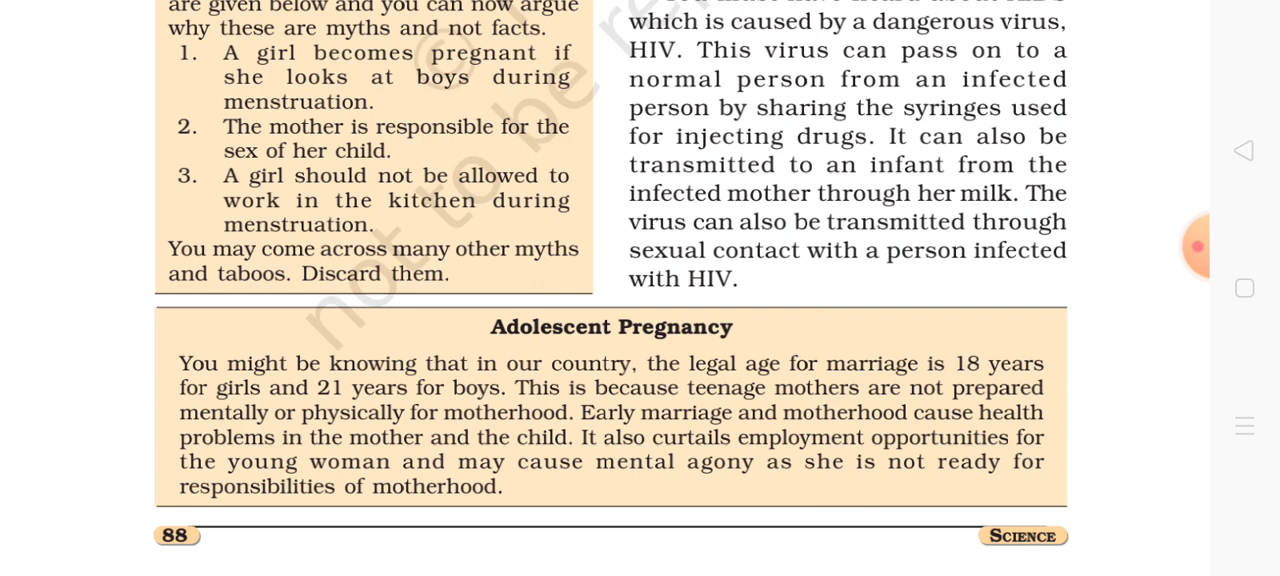 are given below and you can now argue
why these are myths and not facts.
1. A girl becomes pregnant if
she looks at boys during
menstruation.
2. The mother is responsible for the
sex of her child.
3. A girl should not be allowed to
work in the kitchen during
menstruation.
You may come across many other myths
and taboos. Discard them.
which is caused by a dangerous virus,
HIV. This virus can pass on to a
normal person from an infected
person by sharing the syringes used
for injecting drugs. It can also be
transmitted to an infant from the
infected mother through her milk. The
virus can also be transmitted through
sexual contact with a person infected
with HIV.
Adolescent Pregnancy
You might be knowing that in our country, the legal age for marriage is 18 years
for girls and 21 years for boys. This is because teenage mothers are not prepared
mentally or physically for motherhood. Early marriage and motherhood cause health
problems in the mother and the child. It also curtails employment opportunities for
the young woman and may cause mental agony as she is not ready for
responsibilities of motherhood.
88
SCIENCE
© not to be re